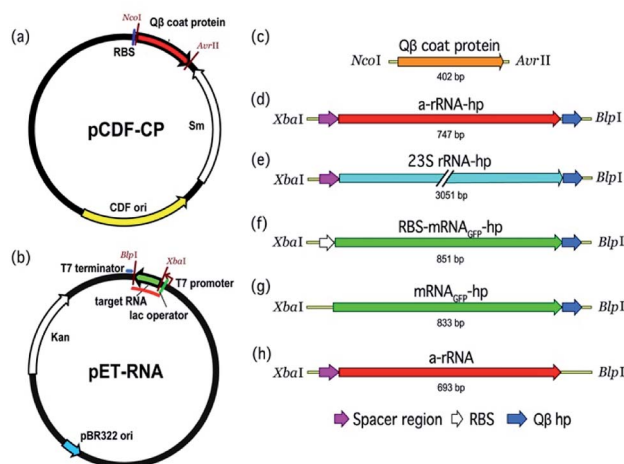 (a)
NcoI
Qβ coat protein
RBS
AvrII
pCDF-CP
Sm
CDF ori
(b)
BlpI
XbaI
T7 terminator
T7 promoter
target RNA
lac operator
Kan
pET-RNA
pBR322 ori
(c)
Qβ coat protein
NcoI AvrII
402 bp
(d)
a-rRNA-hp
XbaI BlpI
747 bp
(e)
23S rRNA-hp
XbaI BlpI
3051 bp
(f)
RBS-mRNAGFP-hp
XbaI BlpI
851 bp
(g)
mRNAGFP-hp
XbaI BlpI
833 bp
(h)
a-rRNA
XbaI BlpI
693 bp
Spacer region RBS Qβ hp